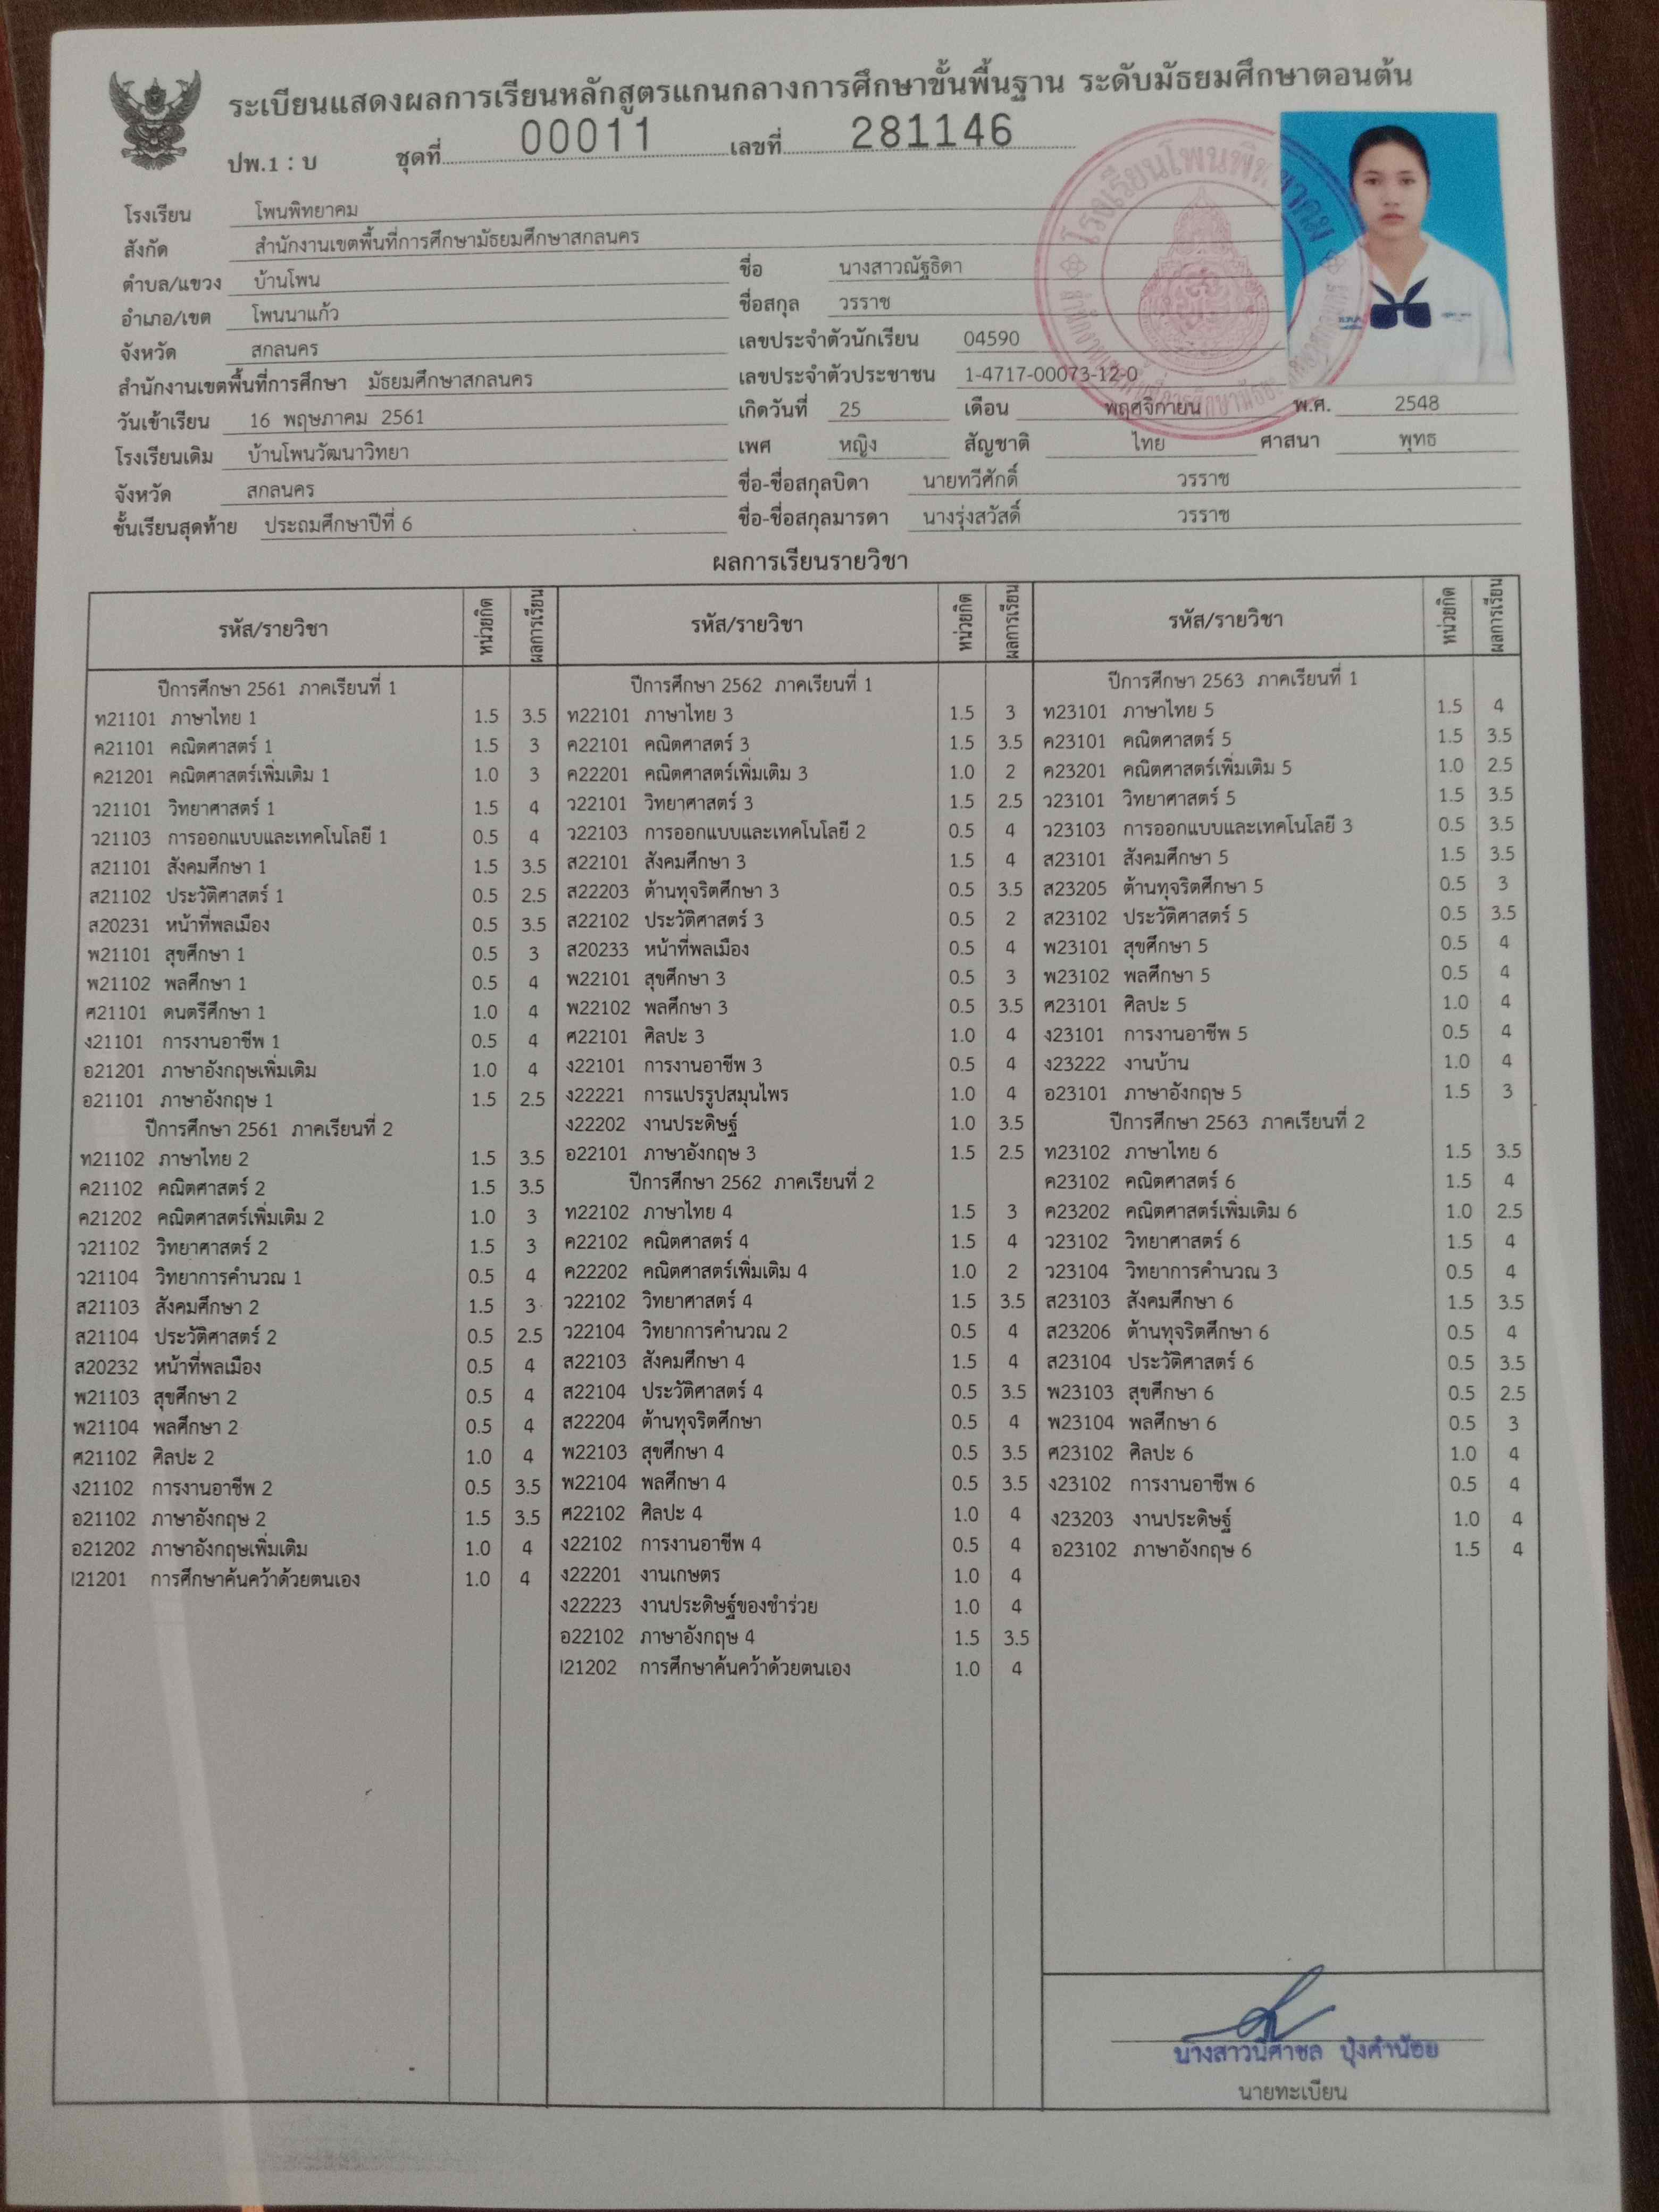 ระเบียนแสดงผลการเรียนหลักสูตรแกนกลางการศึกษาขั้นพื้นฐาน ระดับมัธยมศึกษาตอนต้น
ปพ.1 : บ ชุดที่ 00011 เลขที่ 281146
โรงเรียน โพนพิทยาคม
สังกัด สำนักงานเขตพื้นที่การศึกษามัธยมศึกษาสกลนคร
ตำบล/แขวง บ้านโพน
อำเภอ/เขต โพนนาแก้ว
จังหวัด สกลนคร
สำนักงานเขตพื้นที่การศึกษา มัธยมศึกษาสกลนคร
วันเข้าเรียน 16 พฤษภาคม 2561
โรงเรียนเดิม บ้านโพนวัฒนาวิทยา
จังหวัด สกลนคร
ชั้นเรียนสุดท้าย ประถมศึกษาปีที่ 6
ชื่อ นางสาวณัฐธิดา
ชื่อสกุล วรราช
เลขประจำตัวนักเรียน 04590
เลขประจำตัวประชาชน 1-4717-00073-12-0
เกิดวันที่ 25 เดือน พฤศจิกายน พ.ศ. 2548
เพศ หญิง สัญชาติ ไทย ศาสนา พุทธ
ชื่อ-ชื่อสกุลบิดา นายทวีศักดิ์ วรราช
ชื่อ-ชื่อสกุลมารดา นางรุ่งสวัสดิ์ วรราช
ผลการเรียนรายวิชา
รหัส/รายวิชา หน่วยกิต ผลการเรียน
ปีการศึกษา 2561 ภาคเรียนที่ 1
ท21101 ภาษาไทย 1 1.5 3.5
ค21101 คณิตศาสตร์ 1 1.5 3
ค21201 คณิตศาสตร์เพิ่มเติม 1 1.0 3
ว21101 วิทยาศาสตร์ 1 1.5 4
ว21103 การออกแบบและเทคโนโลยี 1 0.5 4
ส21101 สังคมศึกษา 1 1.5 3.5
ส21102 ประวัติศาสตร์ 1 0.5 2.5
ส20231 หน้าที่พลเมือง 0.5 3.5
พ21101 สุขศึกษา 1 0.5 3
พ21102 พลศึกษา 1 0.5 4
ศ21101 ดนตรีศึกษา 1 1.0 4
ง21101 การงานอาชีพ 1 0.5 4
อ21201 ภาษาอังกฤษเพิ่มเติม 1.0 4
อ21101 ภาษาอังกฤษ 1 1.5 2.5
ปีการศึกษา 2561 ภาคเรียนที่ 2
ท21102 ภาษาไทย 2 1.5 3.5
ค21102 คณิตศาสตร์ 2 1.5 3.5
ค21202 คณิตศาสตร์เพิ่มเติม 2 1.0 3
ว21102 วิทยาศาสตร์ 2 1.5 3
ว21104 วิทยาการคำนวณ 1 0.5 4
ส21103 สังคมศึกษา 2 1.5 3
ส21104 ประวัติศาสตร์ 2 0.5 2.5
ส20232 หน้าที่พลเมือง 0.5 4
พ21103 สุขศึกษา 2 0.5 4
พ21104 พลศึกษา 2 0.5 4
ศ21102 ศิลปะ 2 1.0 4
ง21102 การงานอาชีพ 2 0.5 3.5
อ21102 ภาษาอังกฤษ 2 1.5 3.5
อ21202 ภาษาอังกฤษเพิ่มเติม 1.0 4
I21201 การศึกษาค้นคว้าด้วยตนเอง 1.0 4
รหัส/รายวิชา หน่วยกิต ผลการเรียน
ปีการศึกษา 2562 ภาคเรียนที่ 1
ท22101 ภาษาไทย 3 1.5 3
ค22101 คณิตศาสตร์ 3 1.5 3.5
ค22201 คณิตศาสตร์เพิ่มเติม 3 1.0 2
ว22101 วิทยาศาสตร์ 3 1.5 2.5
ว22103 การออกแบบและเทคโนโลยี 2 0.5 4
ส22101 สังคมศึกษา 3 1.5 4
ส22203 ต้านทุจริตศึกษา 3 0.5 3.5
ส22102 ประวัติศาสตร์ 3 0.5 2
ส20233 หน้าที่พลเมือง 0.5 4
พ22101 สุขศึกษา 3 0.5 3
พ22102 พลศึกษา 3 0.5 3.5
ศ22101 ศิลปะ 3 1.0 4
ง22101 การงานอาชีพ 3 0.5 4
ง22221 การแปรรูปสมุนไพร 1.0 4
ง22202 งานประดิษฐ์ 1.0 3.5
อ22101 ภาษาอังกฤษ 3 1.5 2.5
ปีการศึกษา 2562 ภาคเรียนที่ 2
ท22102 ภาษาไทย 4 1.5 3
ค22102 คณิตศาสตร์ 4 1.5 4
ค22202 คณิตศาสตร์เพิ่มเติม 4 1.0 2
ว22102 วิทยาศาสตร์ 4 1.5 3.5
ว22104 วิทยาการคำนวณ 2 0.5 4
ส22103 สังคมศึกษา 4 1.5 4
ส22104 ประวัติศาสตร์ 4 0.5 3.5
ส22204 ต้านทุจริตศึกษา 0.5 4
พ22103 สุขศึกษา 4 0.5 3.5
พ22104 พลศึกษา 4 0.5 3.5
ศ22102 ศิลปะ 4 1.0 4
ง22102 การงานอาชีพ 4 0.5 4
ง22201 งานเกษตร 1.0 4
ง22223 งานประดิษฐ์ของชำร่วย 1.0 4
อ22102 ภาษาอังกฤษ 4 1.5 3.5
I21202 การศึกษาค้นคว้าด้วยตนเอง 1.0 4
รหัส/รายวิชา หน่วยกิต ผลการเรียน
ปีการศึกษา 2563 ภาคเรียนที่ 1
ท23101 ภาษาไทย 5 1.5 4
ค23101 คณิตศาสตร์ 5 1.5 3.5
ค23201 คณิตศาสตร์เพิ่มเติม 5 1.0 2.5
ว23101 วิทยาศาสตร์ 5 1.5 3.5
ว23103 การออกแบบและเทคโนโลยี 3 0.5 3.5
ส23101 สังคมศึกษา 5 1.5 3.5
ส23205 ต้านทุจริตศึกษา 5 0.5 3
ส23102 ประวัติศาสตร์ 5 0.5 3.5
พ23101 สุขศึกษา 5 0.5 4
พ23102 พลศึกษา 5 0.5 4
ศ23101 ศิลปะ 5 1.0 4
ง23101 การงานอาชีพ 5 0.5 4
ง23222 งานบ้าน 1.0 4
อ23101 ภาษาอังกฤษ 5 1.5 3
ปีการศึกษา 2563 ภาคเรียนที่ 2
ท23102 ภาษาไทย 6 1.5 3.5
ค23102 คณิตศาสตร์ 6 1.5 4
ค23202 คณิตศาสตร์เพิ่มเติม 6 1.0 2.5
ว23102 วิทยาศาสตร์ 6 1.5 4
ว23104 วิทยาการคำนวณ 3 0.5 4
ส23103 สังคมศึกษา 6 1.5 3.5
ส23206 ต้านทุจริตศึกษา 6 0.5 4
ส23104 ประวัติศาสตร์ 6 0.5 3.5
พ23103 สุขศึกษา 6 0.5 2.5
พ23104 พลศึกษา 6 0.5 3
ศ23102 ศิลปะ 6 1.0 4
ง23102 การงานอาชีพ 6 0.5 4
ง23203 งานประดิษฐ์ 1.0 4
อ23102 ภาษาอังกฤษ 6 1.5 4
นางสาวนิศาชล ปุ่งคำน้อย
นายทะเบียน